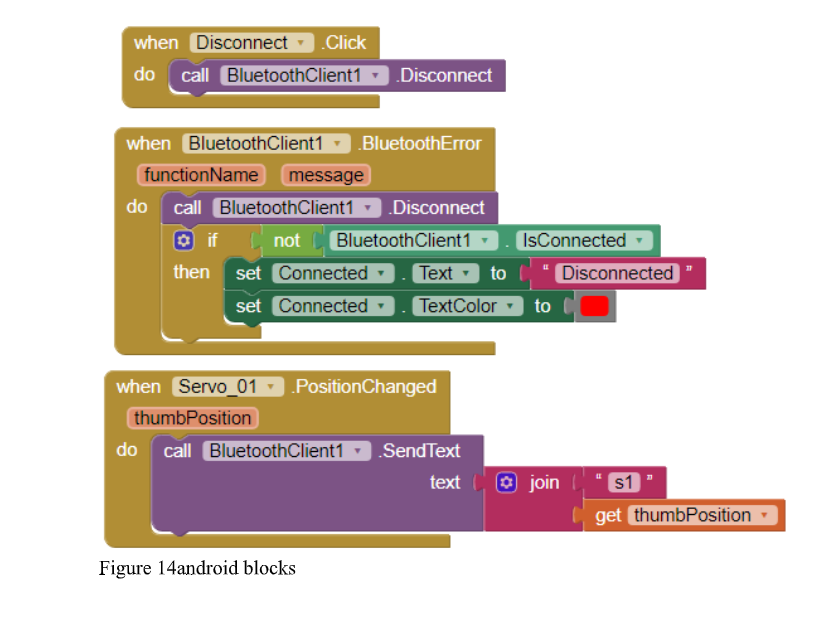 when Disconnect .Click
do call BluetoothClient1 .Disconnect
when BluetoothClient1 .BluetoothError
functionName message
do call BluetoothClient1 .Disconnect
if not BluetoothClient1 . IsConnected
then set Connected . Text to “ Disconnected ”
set Connected . TextColor to
when Servo_01 .PositionChanged
thumbPosition
do call BluetoothClient1 .SendText
text join “ s1 ”
get thumbPosition
Figure 14android blocks